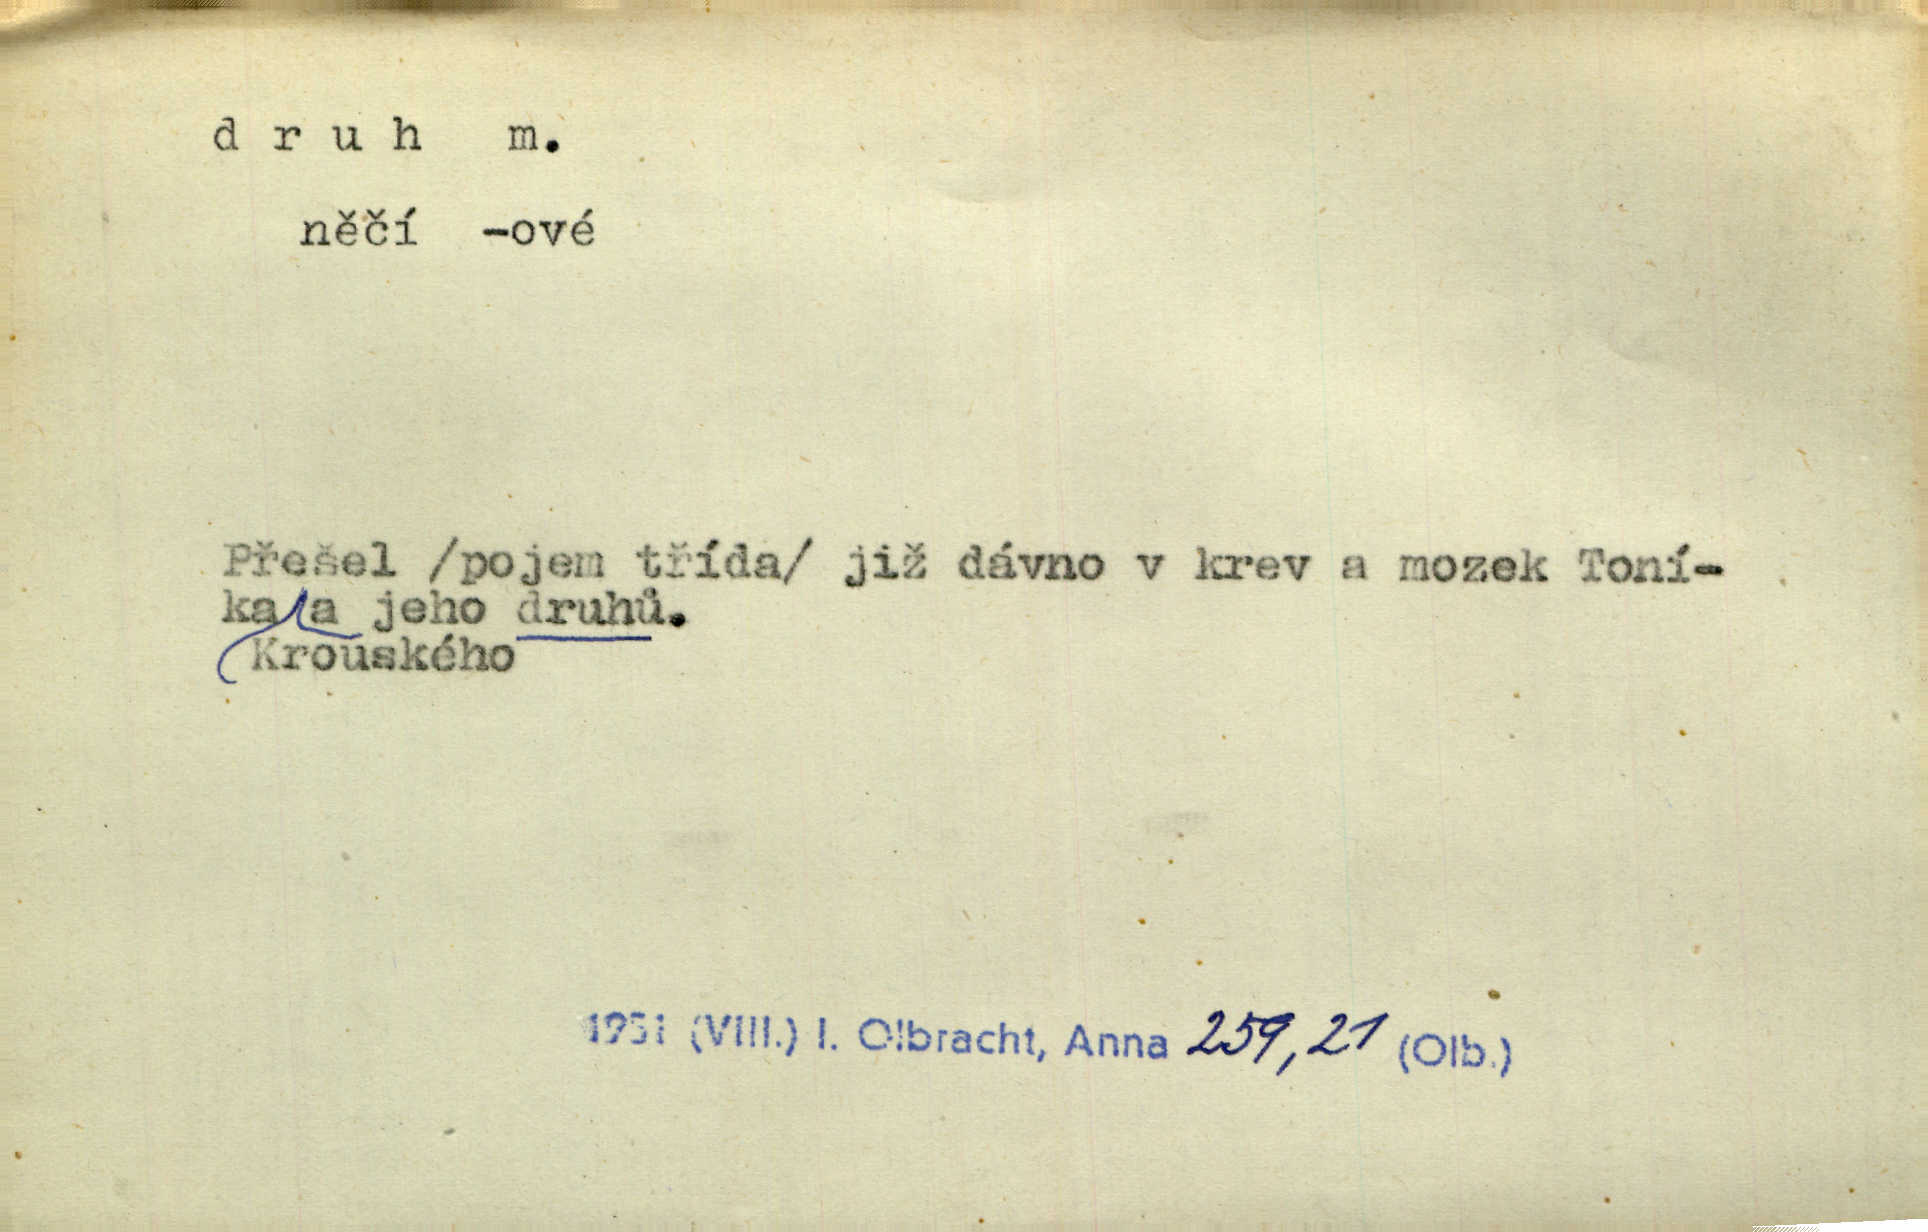 d r u h m.
něčí -ové
Přešel /pojem třída/ již dávno v krev a mozek Toní-
ka a jeho druhů.
Krouského
1951 (VIII.) I. Olbracht, Anna 259,21 (Olb.)